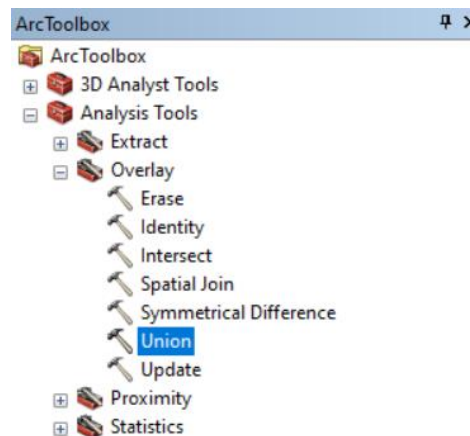 ArcToolbox
ArcToolbox
3D Analyst Tools
Analysis Tools
Extract
Overlay
Erase
Identity
Intersect
Spatial Join
Symmetrical Difference
Union
Update
Proximity
Statistics